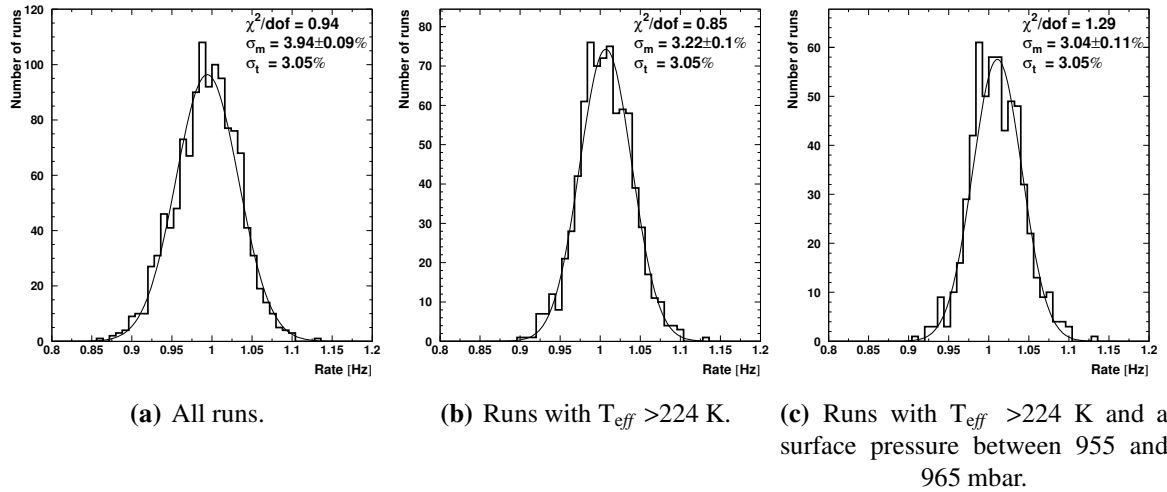 Number of runs
120
100
80
60
40
20
0
χ²/dof = 0.94
σm = 3.94±0.09%
σt = 3.05%
0.8 0.85 0.9 0.95 1 1.05 1.1 1.15 1.2
Rate [Hz]
(a) All runs.
Number of runs
80
70
60
50
40
30
20
10
0
χ²/dof = 0.85
σm = 3.22±0.1%
σt = 3.05%
0.8 0.85 0.9 0.95 1 1.05 1.1 1.15 1.2
Rate [Hz]
(b) Runs with Teff >224 K.
Number of runs
60
50
40
30
20
10
0
χ²/dof = 1.29
σm = 3.04±0.11%
σt = 3.05%
0.8 0.85 0.9 0.95 1 1.05 1.1 1.15 1.2
Rate [Hz]
(c) Runs with Teff >224 K and a
surface pressure between 955 and
965 mbar.